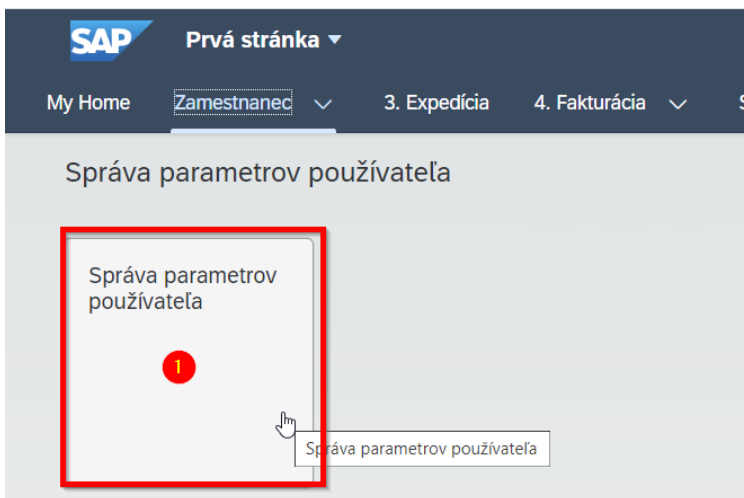 SAP Prvá stránka
My Home Zamestnanec 3. Expedícia 4. Fakturácia
Správa parametrov používateľa
Správa parametrov
používateľa
1
Správa parametrov používateľa